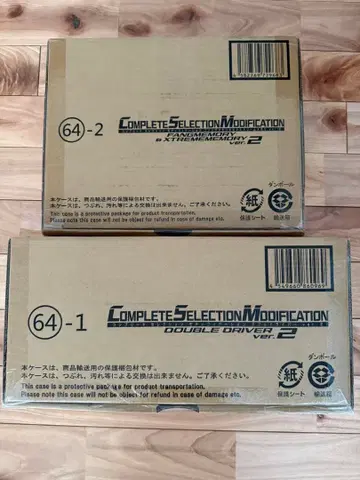 64-2
COMPLETE SELECTION MODIFICATION
FANGMEMORY
& XTREMEMEMORY
ver.2
本ケースは、商品輸送用の保護梱包材です。
本ケースは、つぶれ、汚れ等による交換は出来ません。ご了承ください。
This case is a protective package for product transportation.
Please note this case will not be object for refund in case of damage etc.
ダンボール
紙
保護シート
輸送箱
64-1
COMPLETE SELECTION MODIFICATION
DOUBLE DRIVER
ver.2
本ケースは、商品輸送用の保護梱包材です。
本ケースは、つぶれ、汚れ等による交換は出来ません。ご了承ください。
This case is a protective package for product transportation.
Please note this case will not be object for refund in case of damage etc.
ダンボール
紙
保護シート
輸送箱